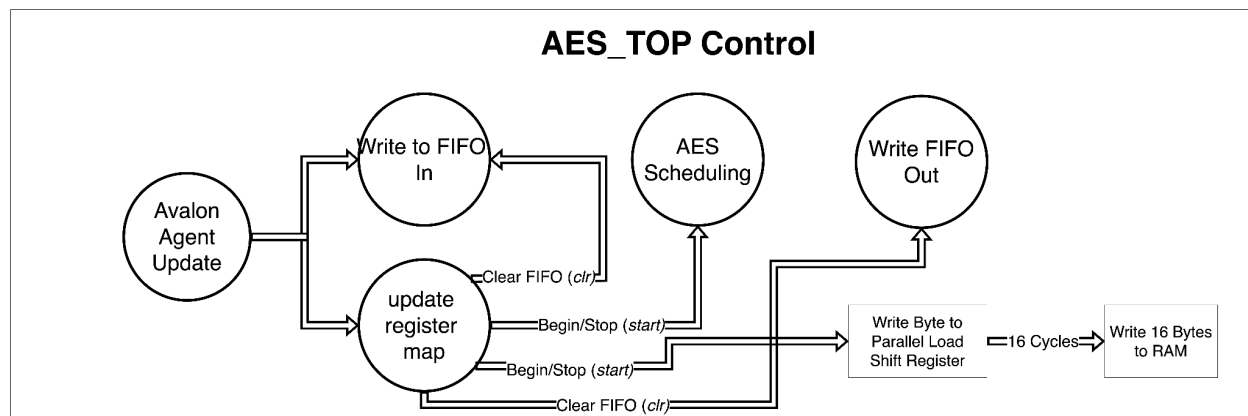 AES_TOP Control
Write to FIFO
In
AES
Scheduling
Write FIFO
Out
Avalon
Agent
Update
Clear FIFO (clr)
update
register
map
Begin/Stop (start)
Begin/Stop (start)
Clear FIFO (clr)
Write Byte to
Parallel Load
Shift Register
16 Cycles
Write 16 Bytes
to RAM